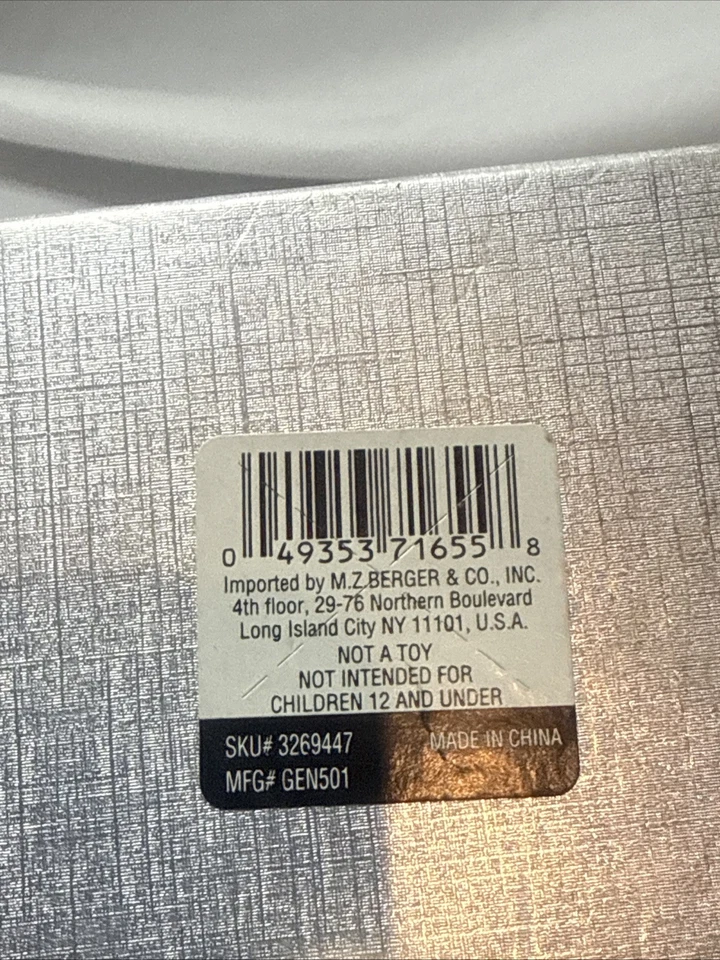 0 49353 71655 8
Imported by M.Z.BERGER & CO., INC.
4th floor, 29-76 Northern Boulevard
Long Island City NY 11101, U.S.A.
NOT A TOY
NOT INTENDED FOR
CHILDREN 12 AND UNDER
SKU# 3269447 MADE IN CHINA
MFG# GEN501